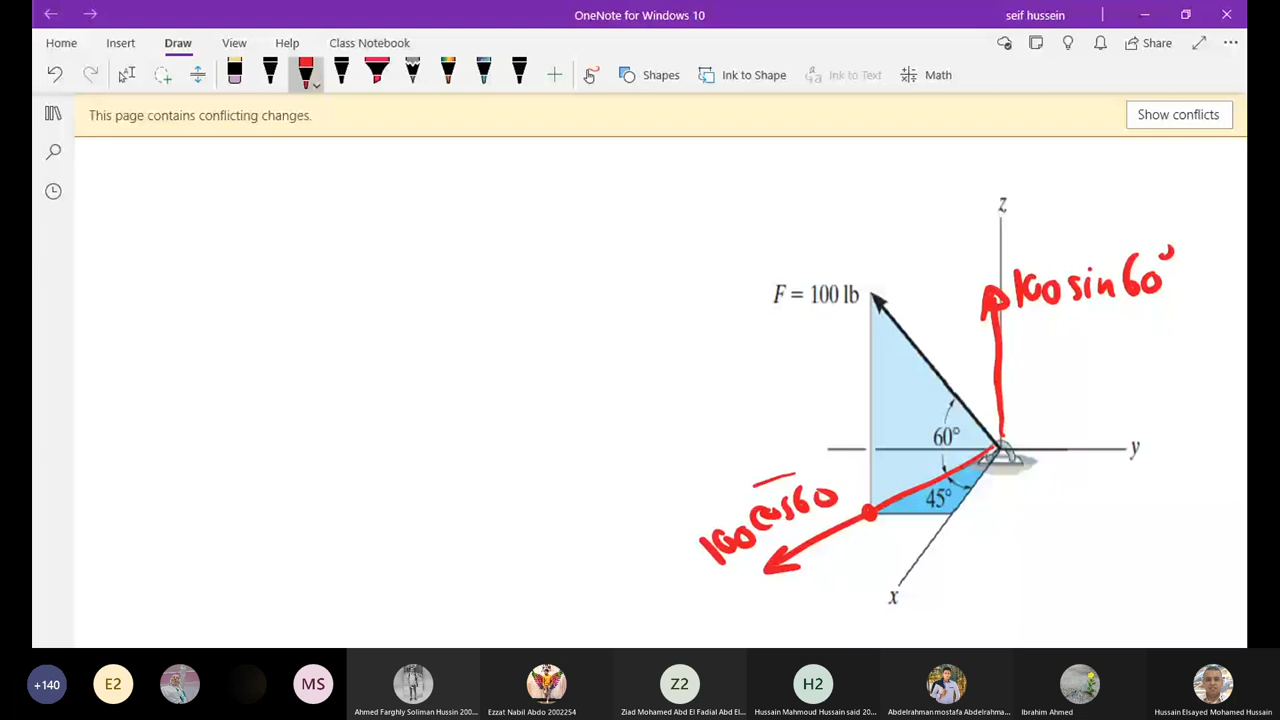 OneNote for Windows 10
seif hussein
Home Insert Draw View Help Class Notebook
Share
Shapes Ink to Shape Ink to Text Math
This page contains conflicting changes.
Show conflicts
z
100 sin 60°
F = 100 lb
60°
y
45°
100 cos 60
x
+140 E2 MS Z2 H2
Ahmed Farghly Soliman Hussin 200... Ezzat Nabil Abdo 2002254 Ziad Mohamed Abd El Fadial Abd El... Hussain Mahmoud Hussain said 20... Abdelrahman mostafa Abdelrahma... Ibrahim Ahmed Hussain Elsayed Mohamed Hussain